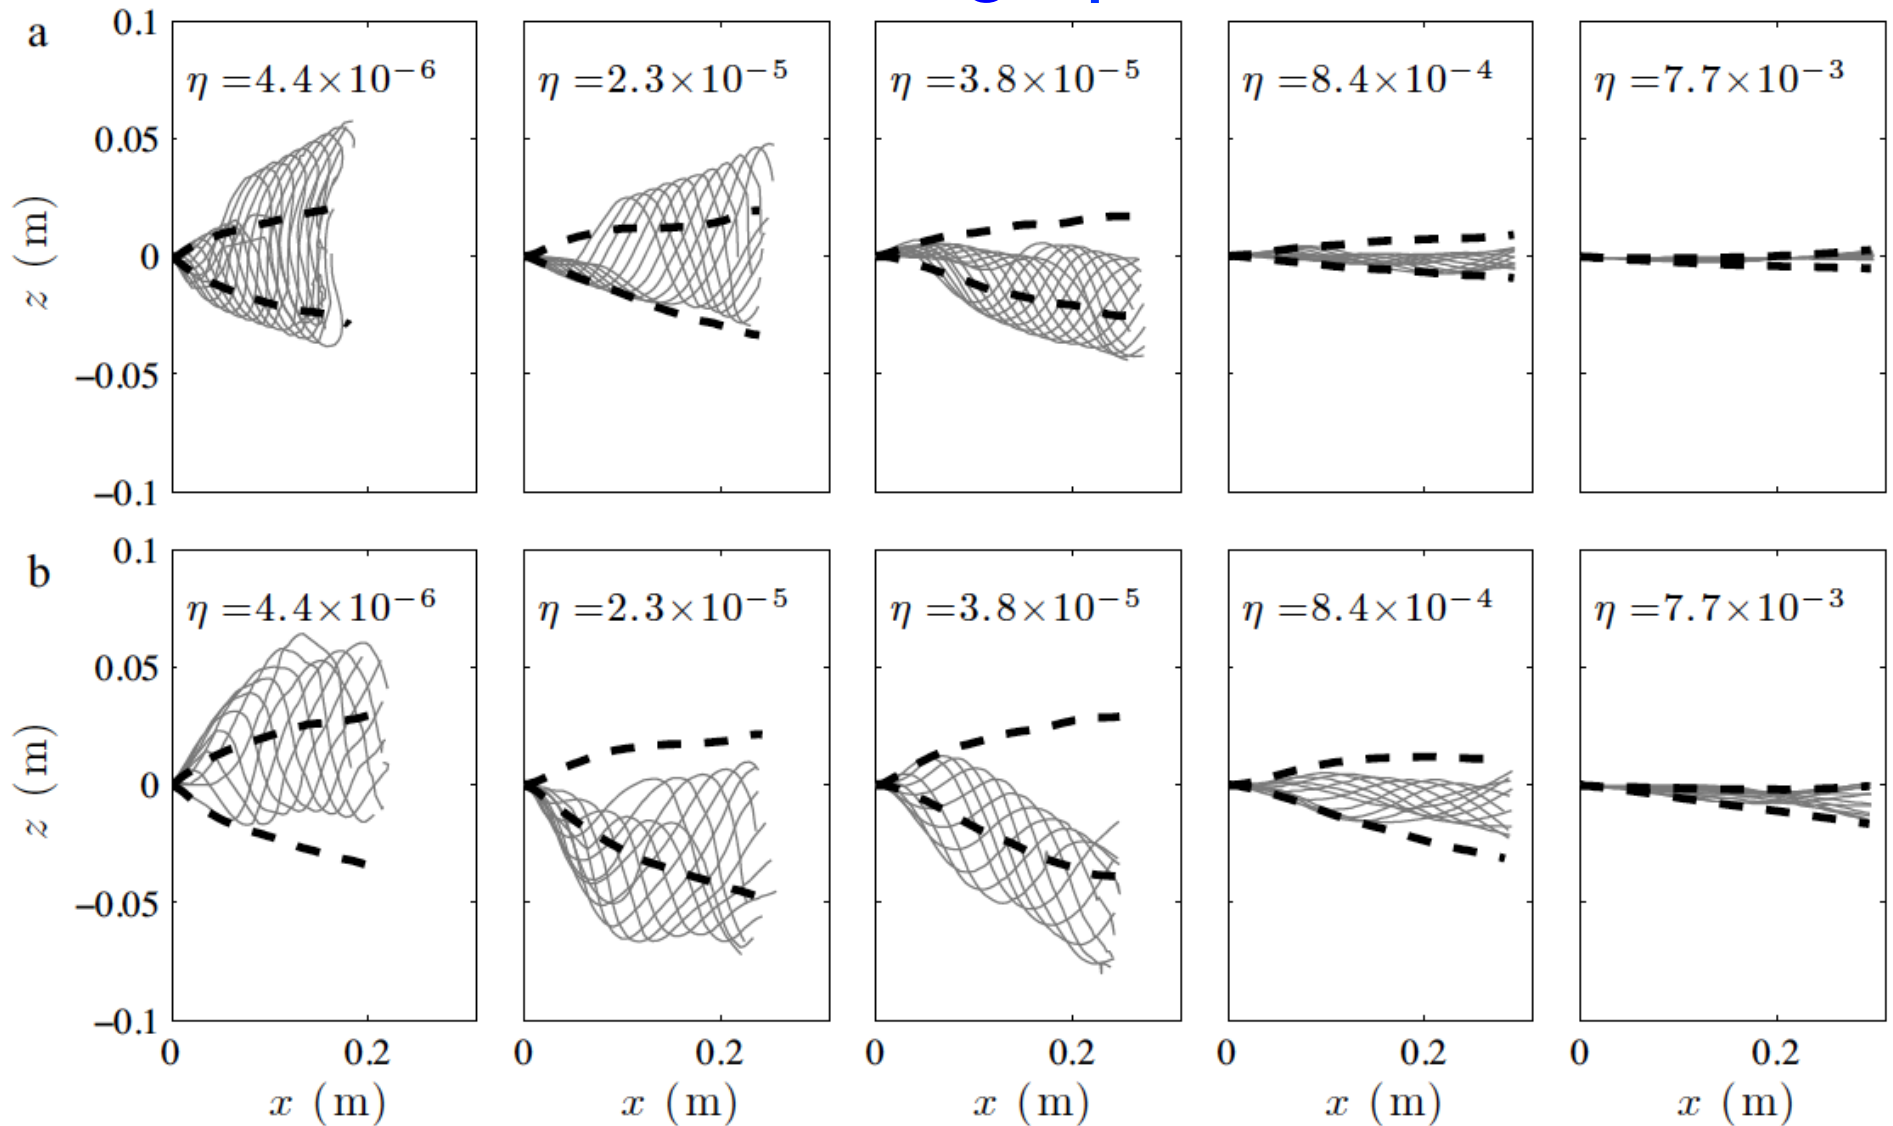 a
0.1
0.05
0
−0.05
−0.1
z (m)
η =4.4×10⁻⁶
η =2.3×10⁻⁵
η =3.8×10⁻⁵
η =8.4×10⁻⁴
η =7.7×10⁻³
b
0.1
0.05
0
−0.05
−0.1
z (m)
η =4.4×10⁻⁶
η =2.3×10⁻⁵
η =3.8×10⁻⁵
η =8.4×10⁻⁴
η =7.7×10⁻³
0 0.2 0 0.2 0 0.2 0 0.2 0 0.2
x (m) x (m) x (m) x (m) x (m)